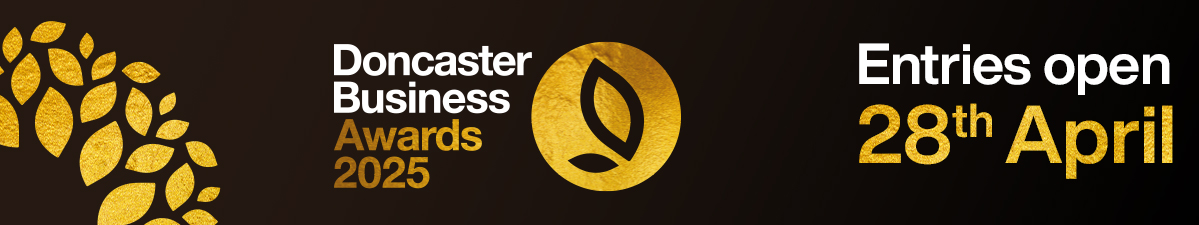 Doncaster
Business
Awards
2025
Entries open
28th April